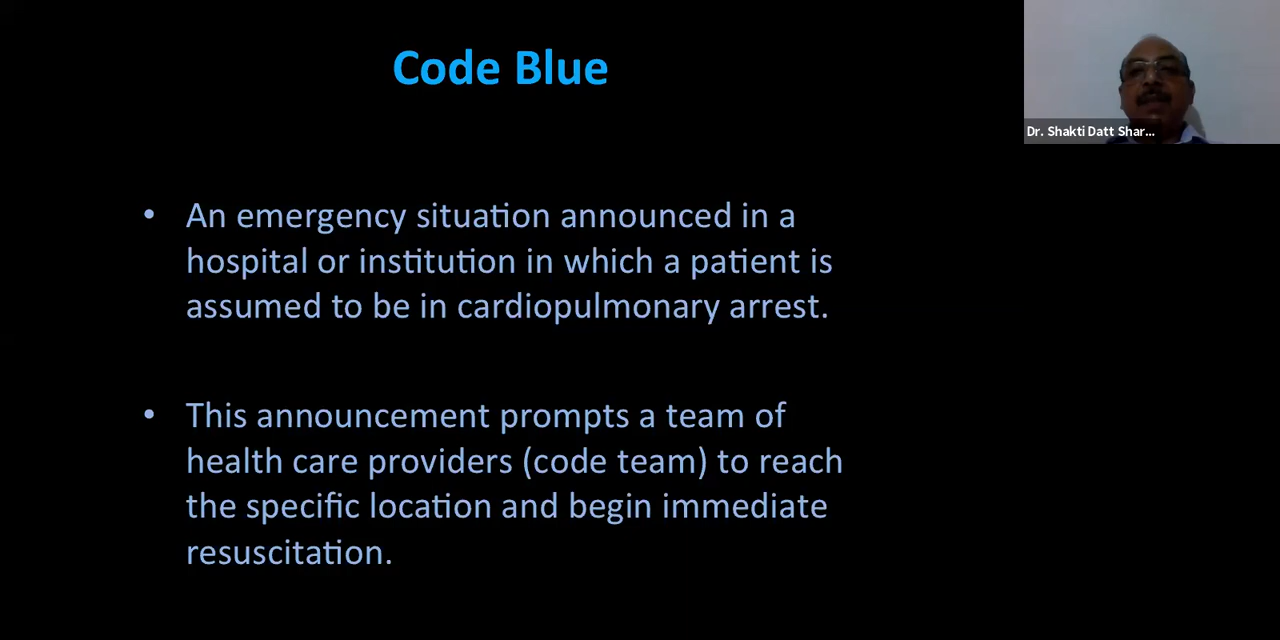 Code Blue
Dr. Shakti Datt Shar...
• An emergency situation announced in a
hospital or institution in which a patient is
assumed to be in cardiopulmonary arrest.
• This announcement prompts a team of
health care providers (code team) to reach
the specific location and begin immediate
resuscitation.